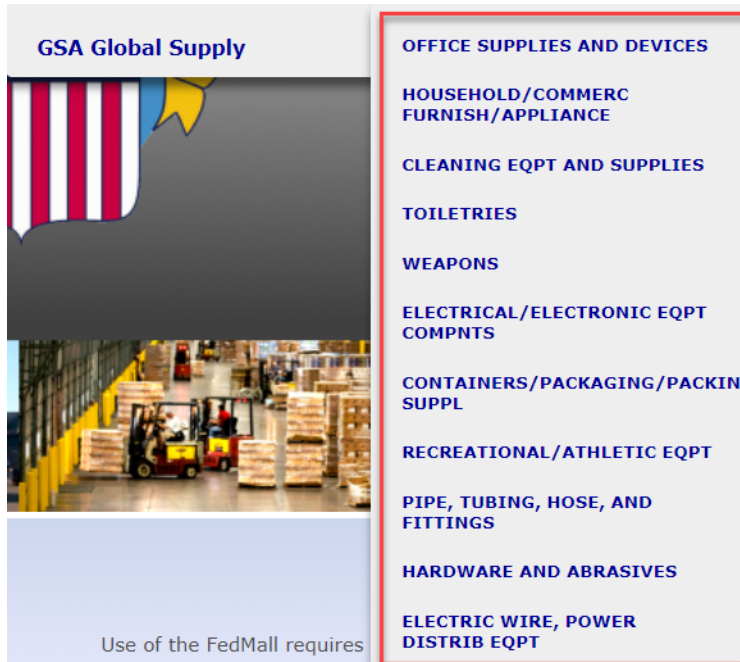 GSA Global Supply
OFFICE SUPPLIES AND DEVICES
HOUSEHOLD/COMMERC
FURNISH/APPLIANCE
CLEANING EQPT AND SUPPLIES
TOILETRIES
WEAPONS
ELECTRICAL/ELECTRONIC EQPT
COMPNTS
CONTAINERS/PACKAGING/PACKIN
SUPPL
RECREATIONAL/ATHLETIC EQPT
PIPE, TUBING, HOSE, AND
FITTINGS
HARDWARE AND ABRASIVES
ELECTRIC WIRE, POWER
DISTRIB EQPT
Use of the FedMall requires